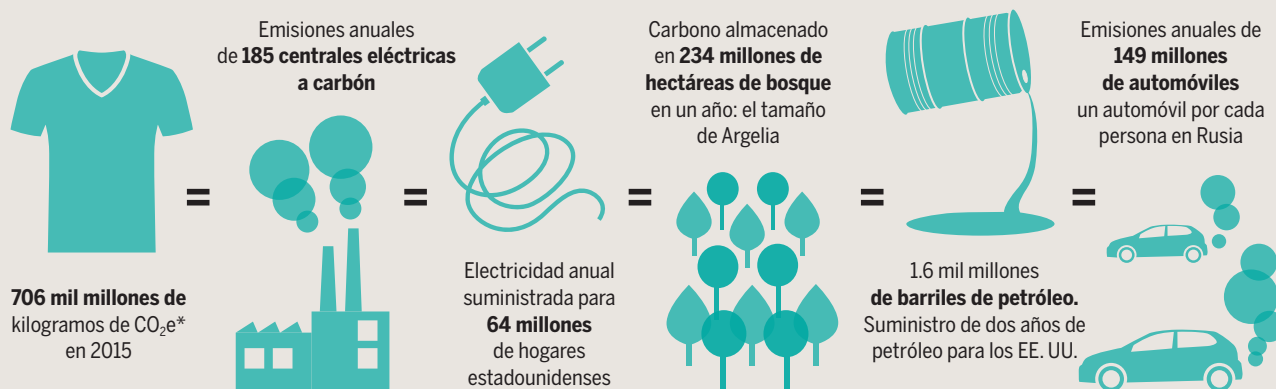 706 mil millones de
kilogramos de CO₂e*
en 2015
=
Emisiones anuales
de 185 centrales eléctricas
a carbón
=
Electricidad anual
suministrada para
64 millones
de hogares
estadounidenses
=
Carbono almacenado
en 234 millones de
hectáreas de bosque
en un año: el tamaño
de Argelia
=
1.6 mil millones
de barriles de petróleo.
Suministro de dos años de
petróleo para los EE. UU.
=
Emisiones anuales de
149 millones
de automóviles
un automóvil por cada
persona en Rusia